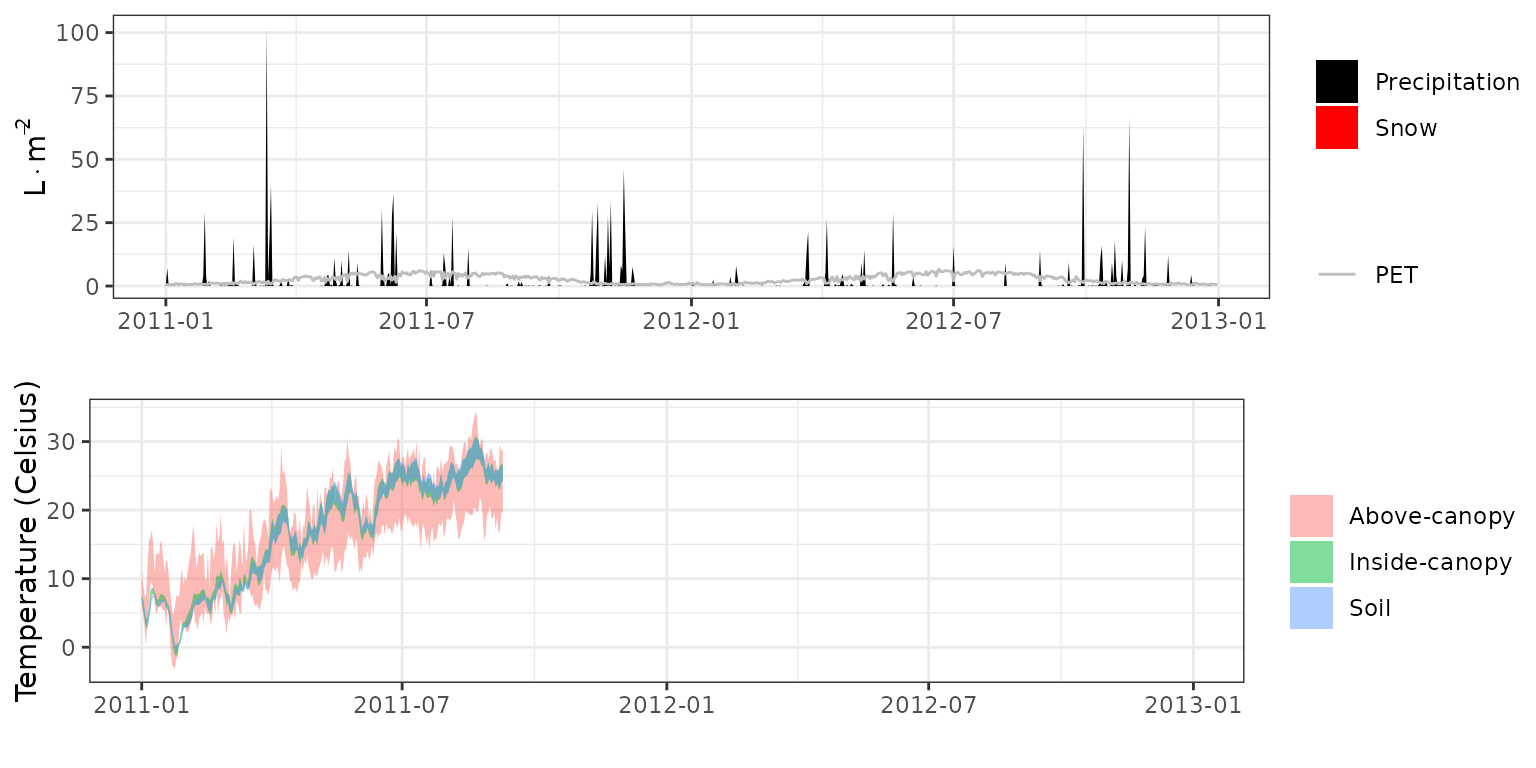 100
75
50
25
0
L · m⁻²
2011-01 2011-07 2012-01 2012-07 2013-01
Precipitation
Snow
PET
30
20
10
0
Temperature (Celsius)
2011-01 2011-07 2012-01 2012-07 2013-01
Above-canopy
Inside-canopy
Soil